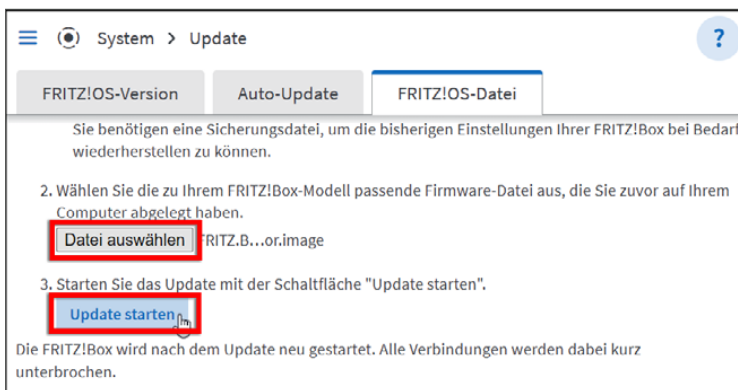 System > Update
?
FRITZ!OS-Version
Auto-Update
FRITZ!OS-Datei
Sie benötigen eine Sicherungsdatei, um die bisherigen Einstellungen Ihrer FRITZ!Box bei Bedarf
wiederherstellen zu können.
2. Wählen Sie die zu Ihrem FRITZ!Box-Modell passende Firmware-Datei aus, die Sie zuvor auf Ihrem
Computer abgelegt haben.
Datei auswählen FRITZ.B...or.image
3. Starten Sie das Update mit der Schaltfläche "Update starten".
Update starten
Die FRITZ!Box wird nach dem Update neu gestartet. Alle Verbindungen werden dabei kurz
unterbrochen.